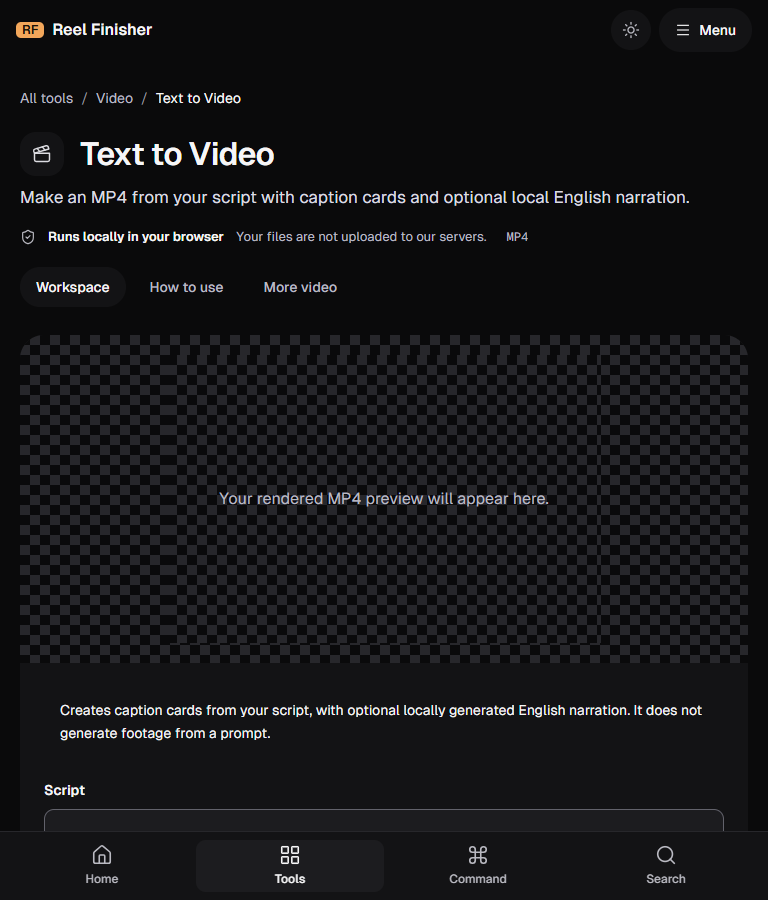 RF Reel Finisher
Menu
All tools / Video / Text to Video
Text to Video
Make an MP4 from your script with caption cards and optional local English narration.
Runs locally in your browser Your files are not uploaded to our servers. MP4
Workspace How to use More video
Your rendered MP4 preview will appear here.
Creates caption cards from your script, with optional locally generated English narration. It does not
generate footage from a prompt.
Script
Home Tools Command Search